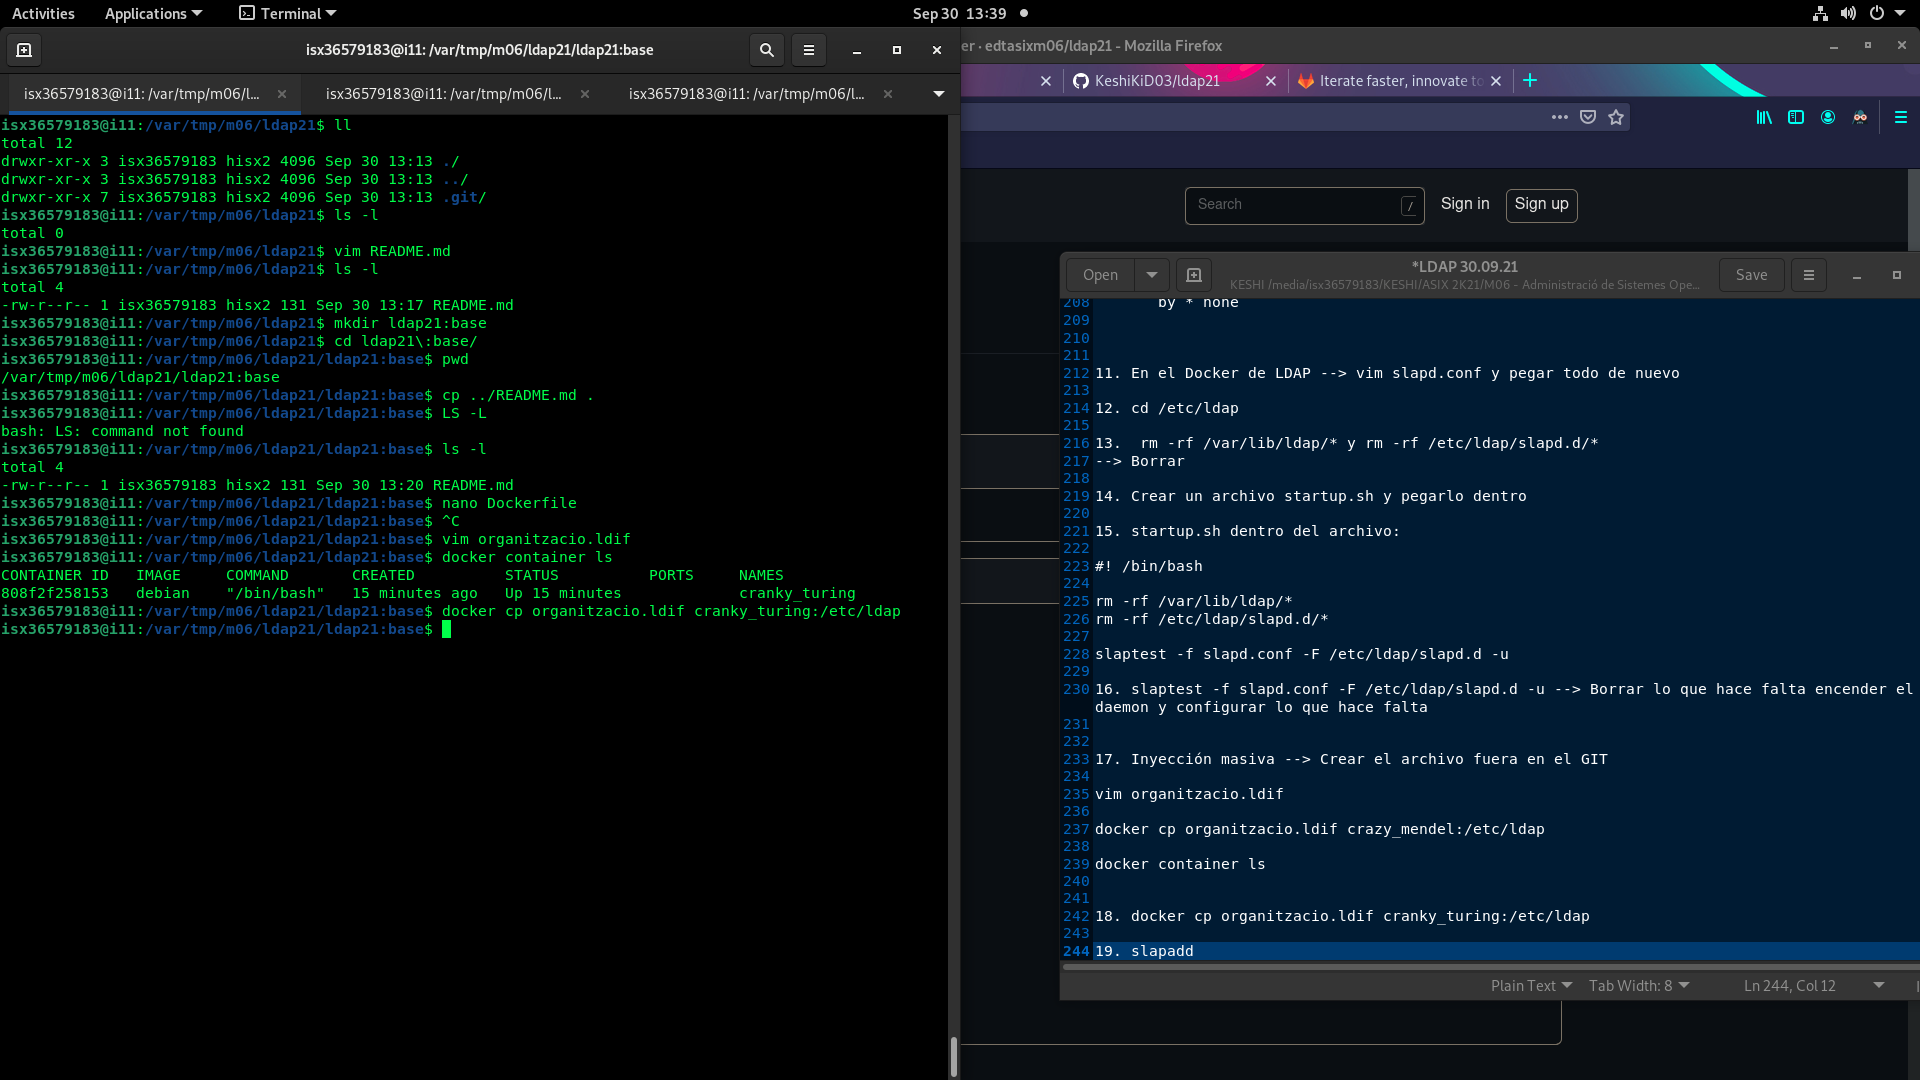 Activities
Applications
Terminal
Sep 30 13:39
isx36579183@i11: /var/tmp/m06/ldap21/ldap21:base
isx36579183@i11: /var/tmp/m06/l...
isx36579183@i11: /var/tmp/m06/l...
isx36579183@i11: /var/tmp/m06/l...
isx36579183@i11:/var/tmp/m06/ldap21$ ll
total 12
drwxr-xr-x 3 isx36579183 hisx2 4096 Sep 30 13:13 ./
drwxr-xr-x 3 isx36579183 hisx2 4096 Sep 30 13:13 ../
drwxr-xr-x 7 isx36579183 hisx2 4096 Sep 30 13:13 .git/
isx36579183@i11:/var/tmp/m06/ldap21$ ls -l
total 0
isx36579183@i11:/var/tmp/m06/ldap21$ vim README.md
isx36579183@i11:/var/tmp/m06/ldap21$ ls -l
total 4
-rw-r--r-- 1 isx36579183 hisx2 131 Sep 30 13:17 README.md
isx36579183@i11:/var/tmp/m06/ldap21$ mkdir ldap21:base
isx36579183@i11:/var/tmp/m06/ldap21$ cd ldap21\:base/
isx36579183@i11:/var/tmp/m06/ldap21/ldap21:base$ pwd
/var/tmp/m06/ldap21/ldap21:base
isx36579183@i11:/var/tmp/m06/ldap21/ldap21:base$ cp ../README.md .
isx36579183@i11:/var/tmp/m06/ldap21/ldap21:base$ LS -L
bash: LS: command not found
isx36579183@i11:/var/tmp/m06/ldap21/ldap21:base$ ls -l
total 4
-rw-r--r-- 1 isx36579183 hisx2 131 Sep 30 13:20 README.md
isx36579183@i11:/var/tmp/m06/ldap21/ldap21:base$ nano Dockerfile
isx36579183@i11:/var/tmp/m06/ldap21/ldap21:base$ ^C
isx36579183@i11:/var/tmp/m06/ldap21/ldap21:base$ vim organitzacio.ldif
isx36579183@i11:/var/tmp/m06/ldap21/ldap21:base$ docker container ls
CONTAINER ID   IMAGE     COMMAND       CREATED          STATUS          PORTS     NAMES
808f2f258153   debian    "/bin/bash"   15 minutes ago   Up 15 minutes             cranky_turing
isx36579183@i11:/var/tmp/m06/ldap21/ldap21:base$ docker cp organitzacio.ldif cranky_turing:/etc/ldap
isx36579183@i11:/var/tmp/m06/ldap21/ldap21:base$
er · edtasixm06/ldap21 - Mozilla Firefox
KeshiKiD03/ldap21
Iterate faster, innovate to
Search
/
Sign in
Sign up
Open
*LDAP 30.09.21
KESHI /media/isx36579183/KESHI/ASIX 2K21/M06 - Administració de Sistemes Ope...
Save
208 by * none
209
210
211
212 11. En el Docker de LDAP --> vim slapd.conf y pegar todo de nuevo
213
214 12. cd /etc/ldap
215
216 13.  rm -rf /var/lib/ldap/* y rm -rf /etc/ldap/slapd.d/*
217 --> Borrar
218
219 14. Crear un archivo startup.sh y pegarlo dentro
220
221 15. startup.sh dentro del archivo:
222
223 #! /bin/bash
224
225 rm -rf /var/lib/ldap/*
226 rm -rf /etc/ldap/slapd.d/*
227
228 slaptest -f slapd.conf -F /etc/ldap/slapd.d -u
229
230 16. slaptest -f slapd.conf -F /etc/ldap/slapd.d -u --> Borrar lo que hace falta encender el
daemon y configurar lo que hace falta
231
232
233 17. Inyección masiva --> Crear el archivo fuera en el GIT
234
235 vim organitzacio.ldif
236
237 docker cp organitzacio.ldif crazy_mendel:/etc/ldap
238
239 docker container ls
240
241
242 18. docker cp organitzacio.ldif cranky_turing:/etc/ldap
243
244 19. slapadd
Plain Text
Tab Width: 8
Ln 244, Col 12